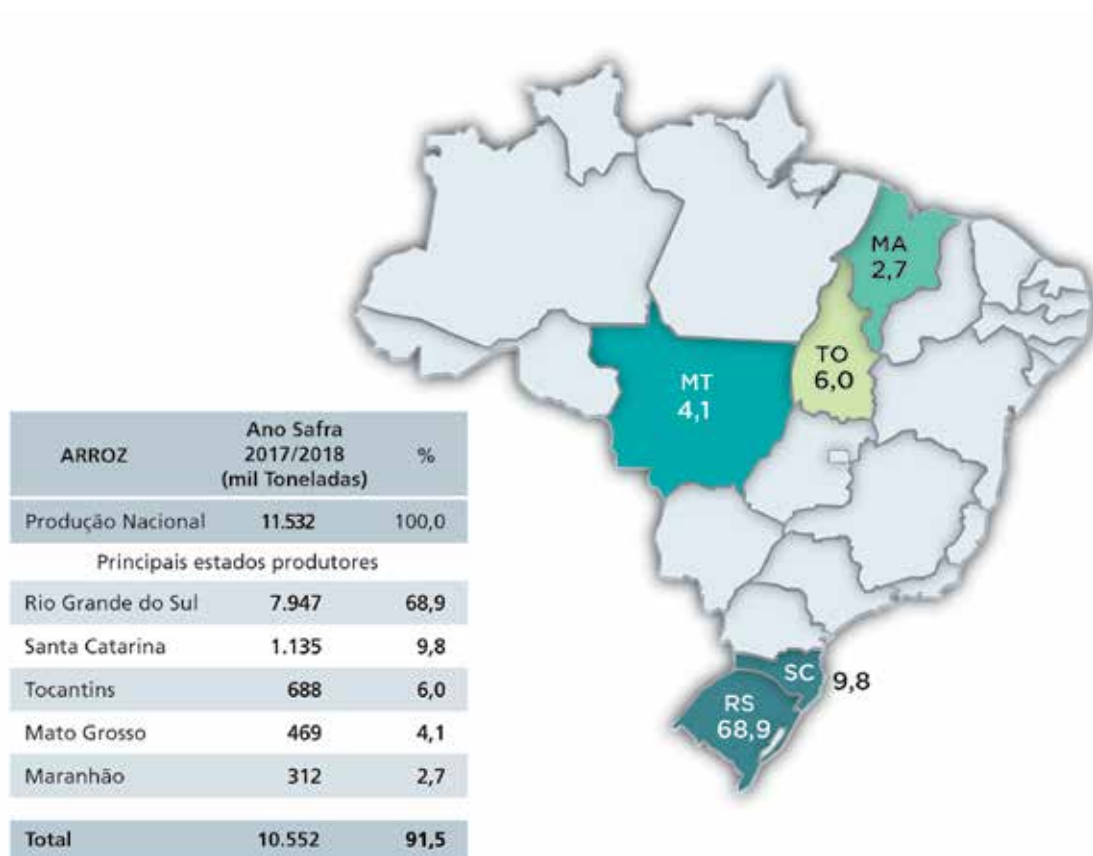 MA
2,7
TO
6,0
MT
4,1
ARROZ Ano Safra 2017/2018 (mil Toneladas) %
Produção Nacional 11.532 100,0
Principais estados produtores
Rio Grande do Sul 7.947 68,9
Santa Catarina 1.135 9,8
Tocantins 688 6,0
Mato Grosso 469 4,1
Maranhão 312 2,7
Total 10.552 91,5
SC 9,8
RS
68,9